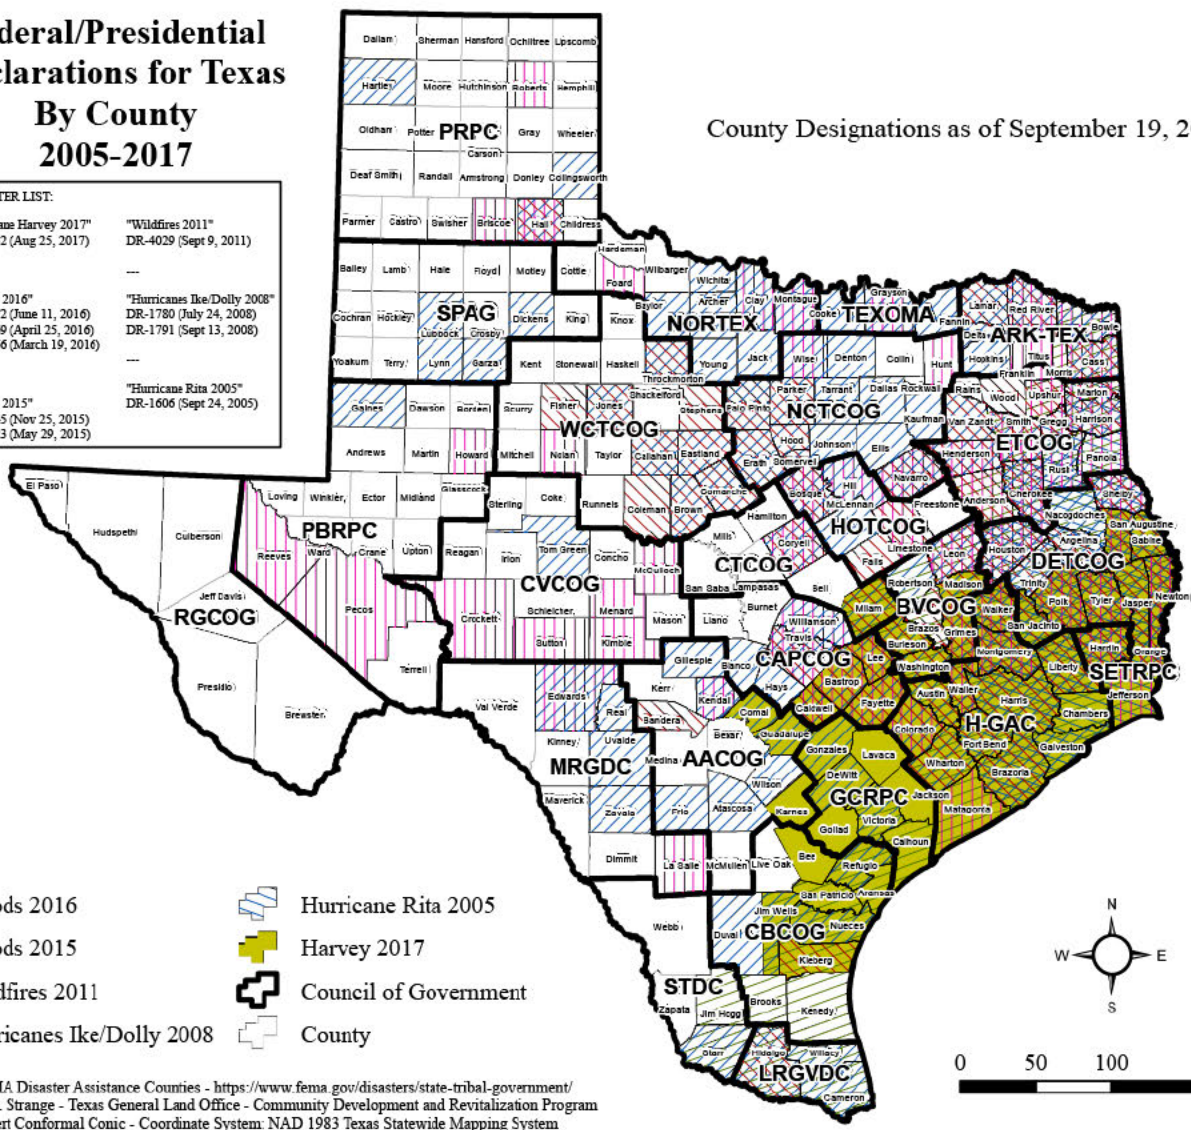 deral/Presidential
clarations for Texas
By County
2005-2017
County Designations as of September 19, 2
TER LIST:
ane Harvey 2017"
2 (Aug 25, 2017)
"Wildfires 2011"
DR-4029 (Sept 9, 2011)
---
2016"
2 (June 11, 2016)
9 (April 25, 2016)
6 (March 19, 2016)
"Hurricanes Ike/Dolly 2008"
DR-1780 (July 24, 2008)
DR-1791 (Sept 13, 2008)
---
2015"
5 (Nov 25, 2015)
3 (May 29, 2015)
"Hurricane Rita 2005"
DR-1606 (Sept 24, 2005)
Dallam Sherman Hansford Ochiltree Lipscomb
Hartley Moore Hutchinson Roberts Hemphill
Oldham Potter PRPC Gray Wheeler
Carson
Deaf Smith Randall Armstrong Donley Collingsworth
Parmer Castro Swisher Briscoe Hall Childress
Hardeman
Bailey Lamb Hale Floyd Motley Cottle Foard Wilbarger Wichita
Cochran Hockley SPAG Dickens King Knox Baylor Archer Clay Montague Cooke Grayson TEXOMA Fannin Lamar Red River Bowie
Lubbock Crosby NORTEX Delta ARK-TEX
Yoakum Terry Lynn Garza Kent Stonewall Haskell Throckmorton Young Jack Wise Denton Collin Hunt Hopkins Franklin Titus Morris Cass
Gaines Dawson Borden Scurry Fisher Jones Shackelford Stephens Palo Pinto Parker Tarrant Dallas Rockwall Rains Wood Upshur Marion
WCTCOG NCTCOG Kaufman Van Zandt Smith Gregg Harrison
ETCOG
Andrews Martin Howard Mitchell Nolan Taylor Callahan Eastland Erath Hood Somervell Johnson Ellis Henderson Rusk Panola
El Paso Hudspeth Culberson Loving Winkler Ector Midland Glasscock Sterling Coke Runnels Coleman Brown Comanche Hamilton Bosque Hill Navarro Freestone Anderson Cherokee Shelby
McLennan HOTCOG Limestone Nacogdoches San Augustine Sabine
PBRPC
Reeves Ward Crane Upton Reagan Irion Tom Green Concho McCulloch Mills CTCOG Coryell Falls Leon Houston Angelina DETCOG
CVCOG San Saba Lampasas Bell Robertson Madison Trinity
Jeff Davis RGCOG Pecos Crockett Schleicher Menard Mason Llano Burnet Williamson Milam BVCOG Walker Polk Tyler Jasper Newton
Brazos Grimes San Jacinto
Sutton Kimble Travis Burleson Hardin Orange
Terrell Gillespie Blanco CAPCOG Lee Bastrop Washington Montgomery Liberty SETRPC
Presidio Brewster Val Verde Edwards Real Kerr Kendal Hays Caldwell Fayette Austin Waller Harris Chambers Jefferson
Bandera Comal Guadalupe Colorado H-GAC
Kinney Uvalde Medina Bexar Gonzales Lavaca Fort Bend Galveston
MRGDC AACOG Wharton Brazoria
Maverick Zavala Frio Atascosa Wilson Karnes DeWitt GCRPC Jackson Matagorda
Victoria
Goliad Calhoun
Dimmit La Salle McMullen Live Oak Bee Refugio
San Patricio Aransas
Webb Duval Jim Wells Nueces
CBCOG
Kleberg
STDC
Zapata Jim Hogg Brooks Kenedy
Starr Hidalgo Willacy
LRGVDC
Cameron
ods 2016
ods 2015
dfires 2011
ricanes Ike/Dolly 2008
Hurricane Rita 2005
Harvey 2017
Council of Government
County
N
W E
S
0 50 100
IA Disaster Assistance Counties - https://www.fema.gov/disasters/state-tribal-government/
. Strange - Texas General Land Office - Community Development and Revitalization Program
ert Conformal Conic - Coordinate System: NAD 1983 Texas Statewide Mapping System